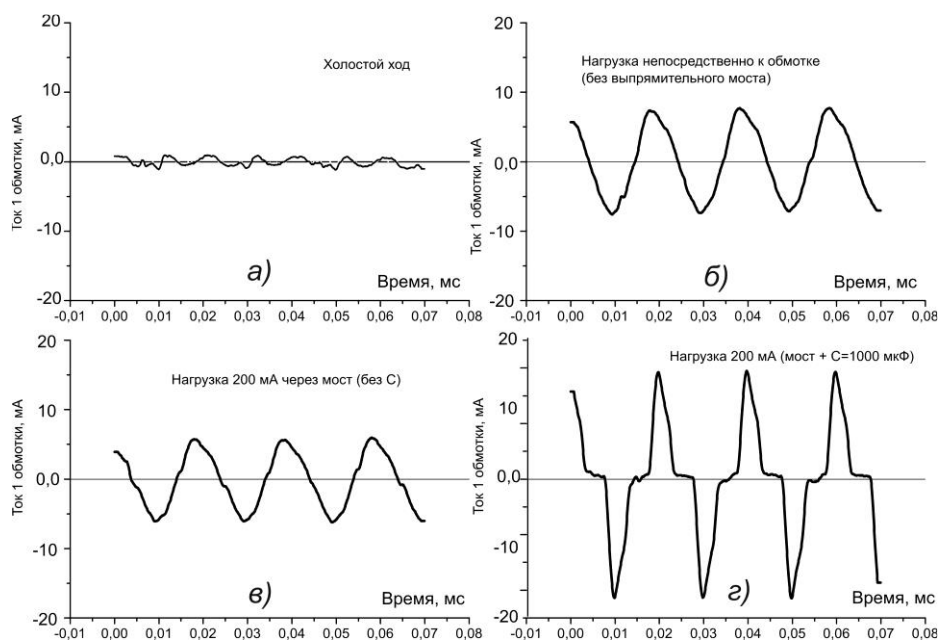 20
10
0,0
-10
-20
Ток 1 обмотки, мА
Холостой ход
а)
Время, мс
-0,01 0,00 0,01 0,02 0,03 0,04 0,05 0,06 0,07 0,08
20
10
0,0
-10
-20
Ток 1 обмотки, мА
Нагрузка непосредственно к обмотке
(без выпрямительного моста)
б)
Время, мс
-0,01 0,00 0,01 0,02 0,03 0,04 0,05 0,06 0,07 0,08
20
10
0,0
-10
-20
Ток 1 обмотки, мА
Нагрузка 200 мА через мост (без С)
в)
Время, мс
-0,01 0,00 0,01 0,02 0,03 0,04 0,05 0,06 0,07 0,08
20
10
0,0
-10
-20
Ток 1 обмотки, мА
Нагрузка 200 мА (мост + С=1000 мкФ)
г)
Время, мс
-0,01 0,00 0,01 0,02 0,03 0,04 0,05 0,06 0,07 0,08